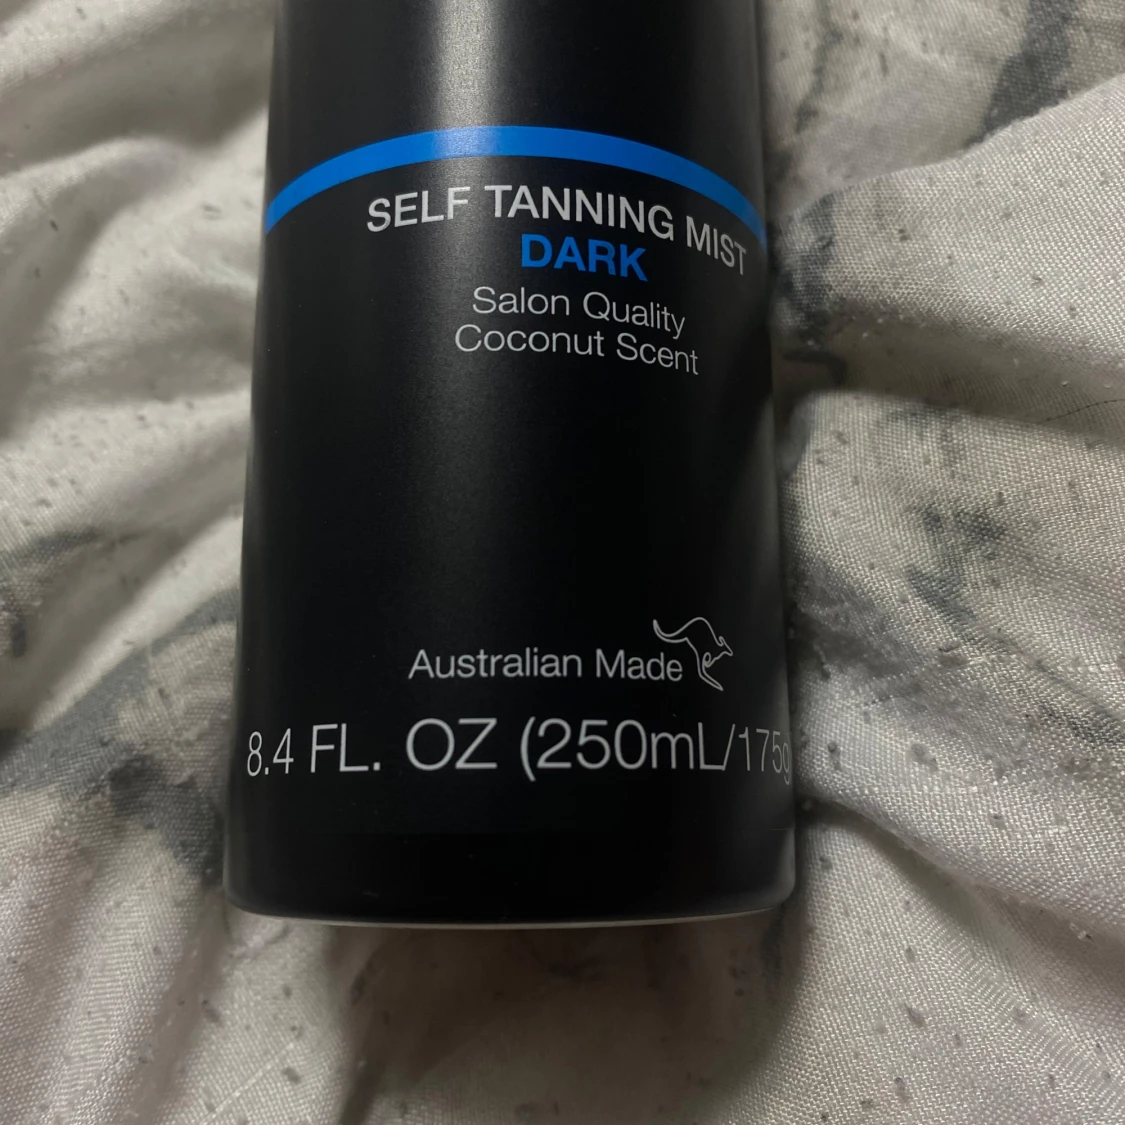 SELF TANNING MIST
DARK
Salon Quality
Coconut Scent
Australian Made
8.4 FL. OZ (250mL/175g